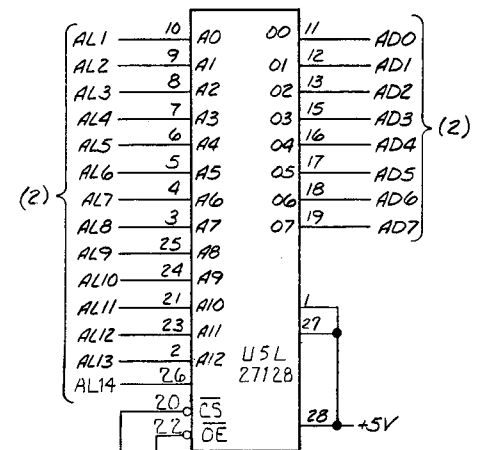 AL1 10 A0 O0 11 AD0
AL2 9 A1 O1 12 AD1
AL3 8 A2 O2 13 AD2
AL4 7 A3 O3 15 AD3
AL5 6 A4 O4 16 AD4
AL6 5 A5 O5 17 AD5
AL7 4 A6 O6 18 AD6
AL8 3 A7 O7 19 AD7
(2) (2)
AL9 25 A8
AL10 24 A9
AL11 21 A10 1
AL12 23 A11 27
AL13 2 A12 U5L
AL14 26 27128
20 CS 28 +5V
22 OE